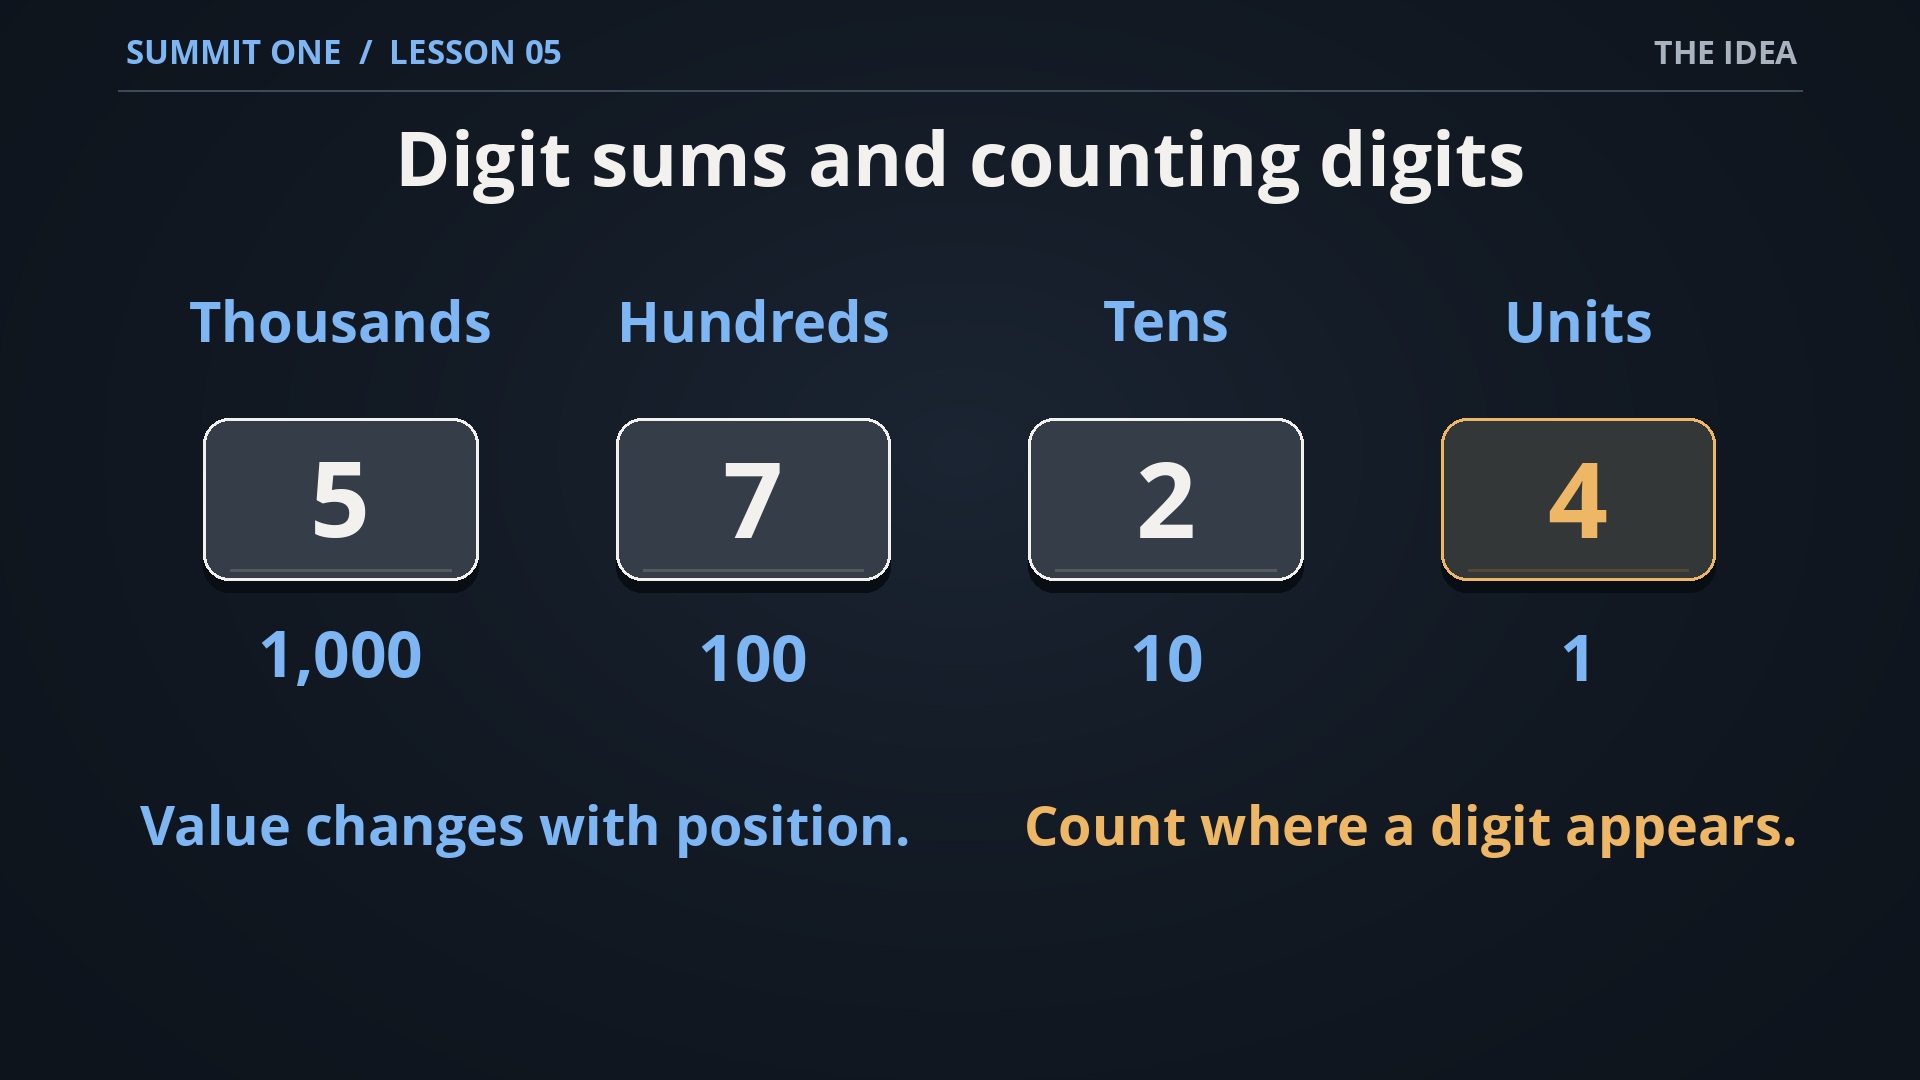 SUMMIT ONE / LESSON 05
THE IDEA
Digit sums and counting digits
Thousands Hundreds Tens Units
5 7 2 4
1,000 100 10 1
Value changes with position.
Count where a digit appears.